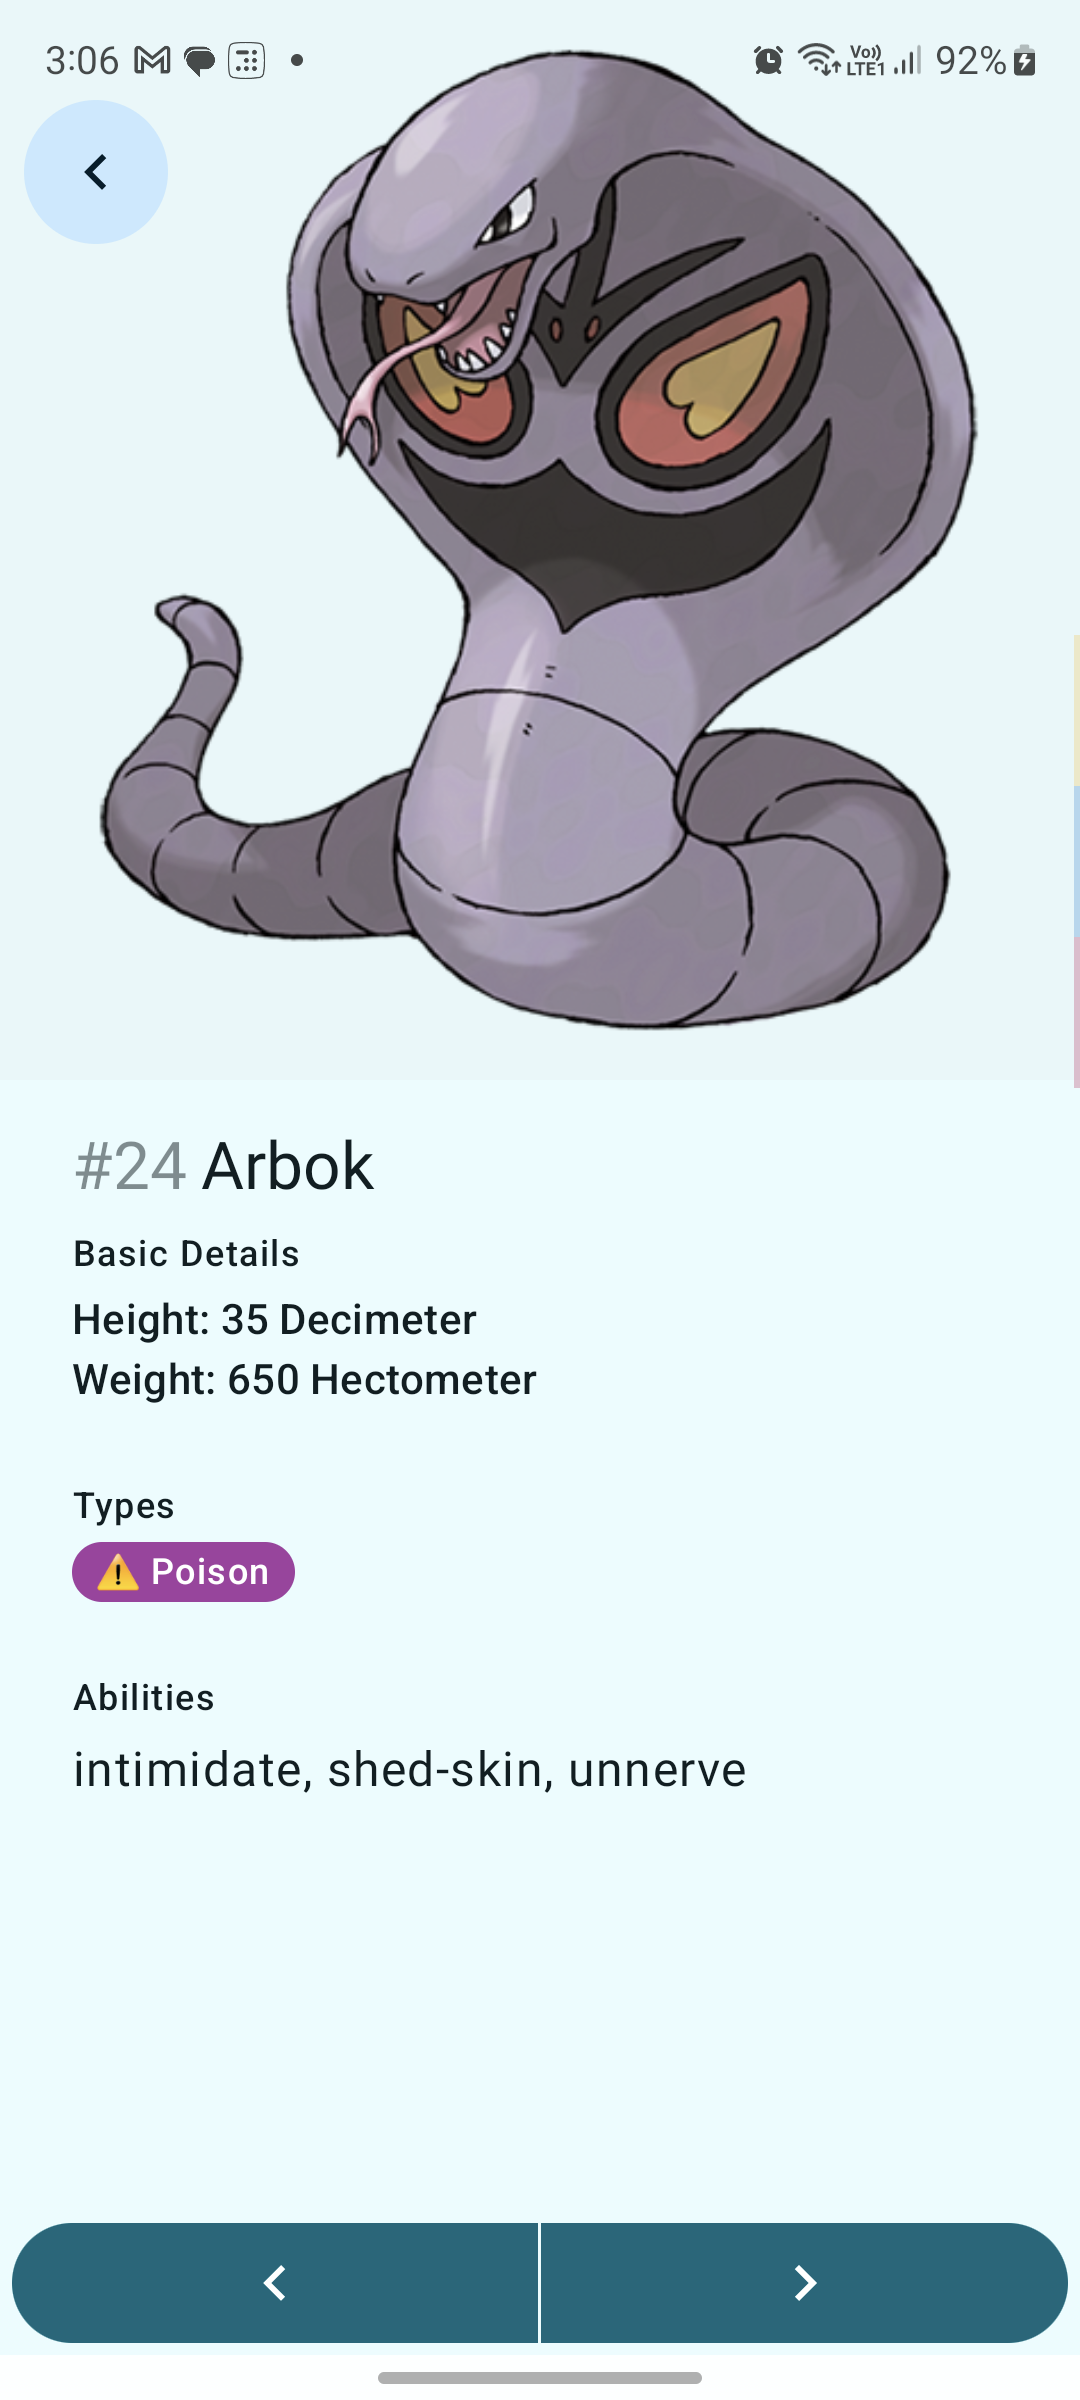 3:06
Vo)) LTE1 92%
#24 Arbok
Basic Details
Height: 35 Decimeter
Weight: 650 Hectometer
Types
Poison
Abilities
intimidate, shed-skin, unnerve